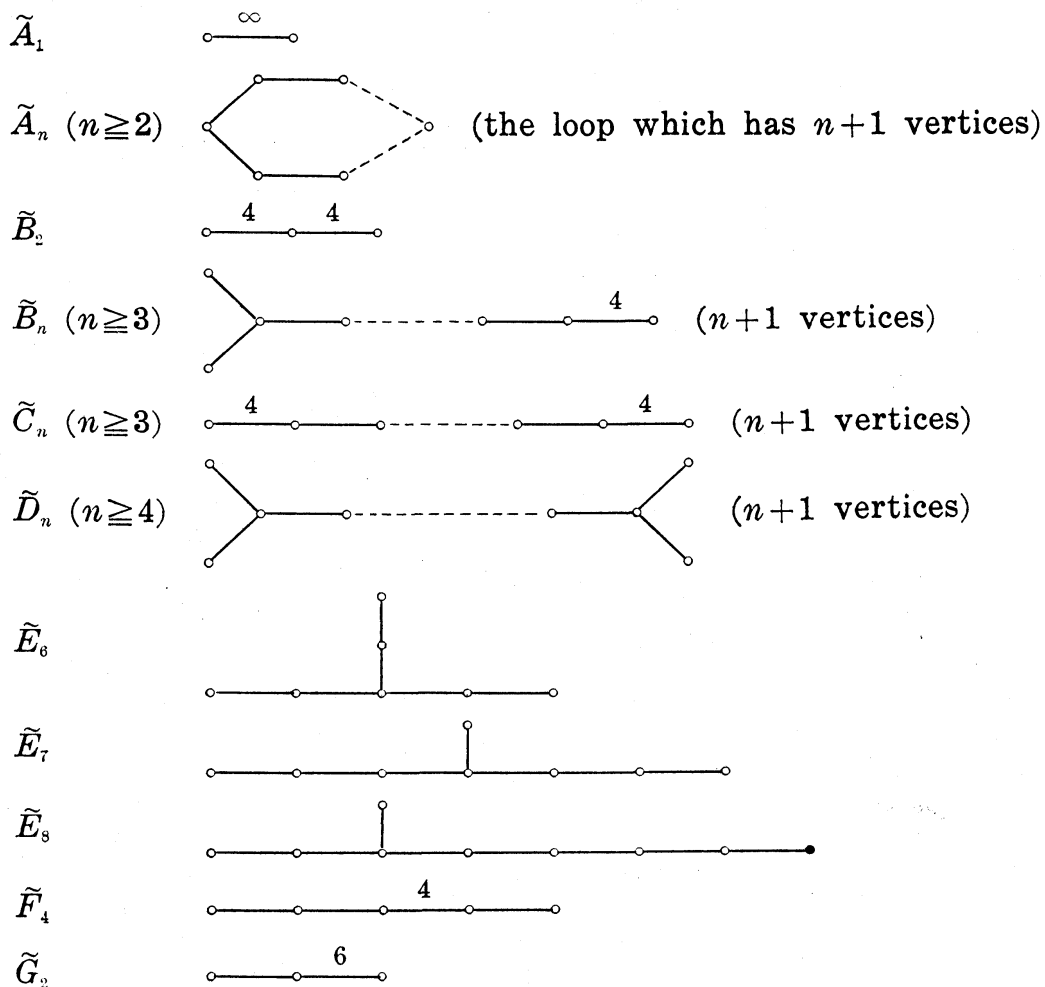 Ã₁ ∞
Ãₙ (n≧2) (the loop which has n+1 vertices)
B̃₂ 4 4
B̃ₙ (n≧3) 4 (n+1 vertices)
C̃ₙ (n≧3) 4 4 (n+1 vertices)
D̃ₙ (n≧4) (n+1 vertices)
Ẽ₆
Ẽ₇
Ẽ₈
F̃₄ 4
G̃₂ 6